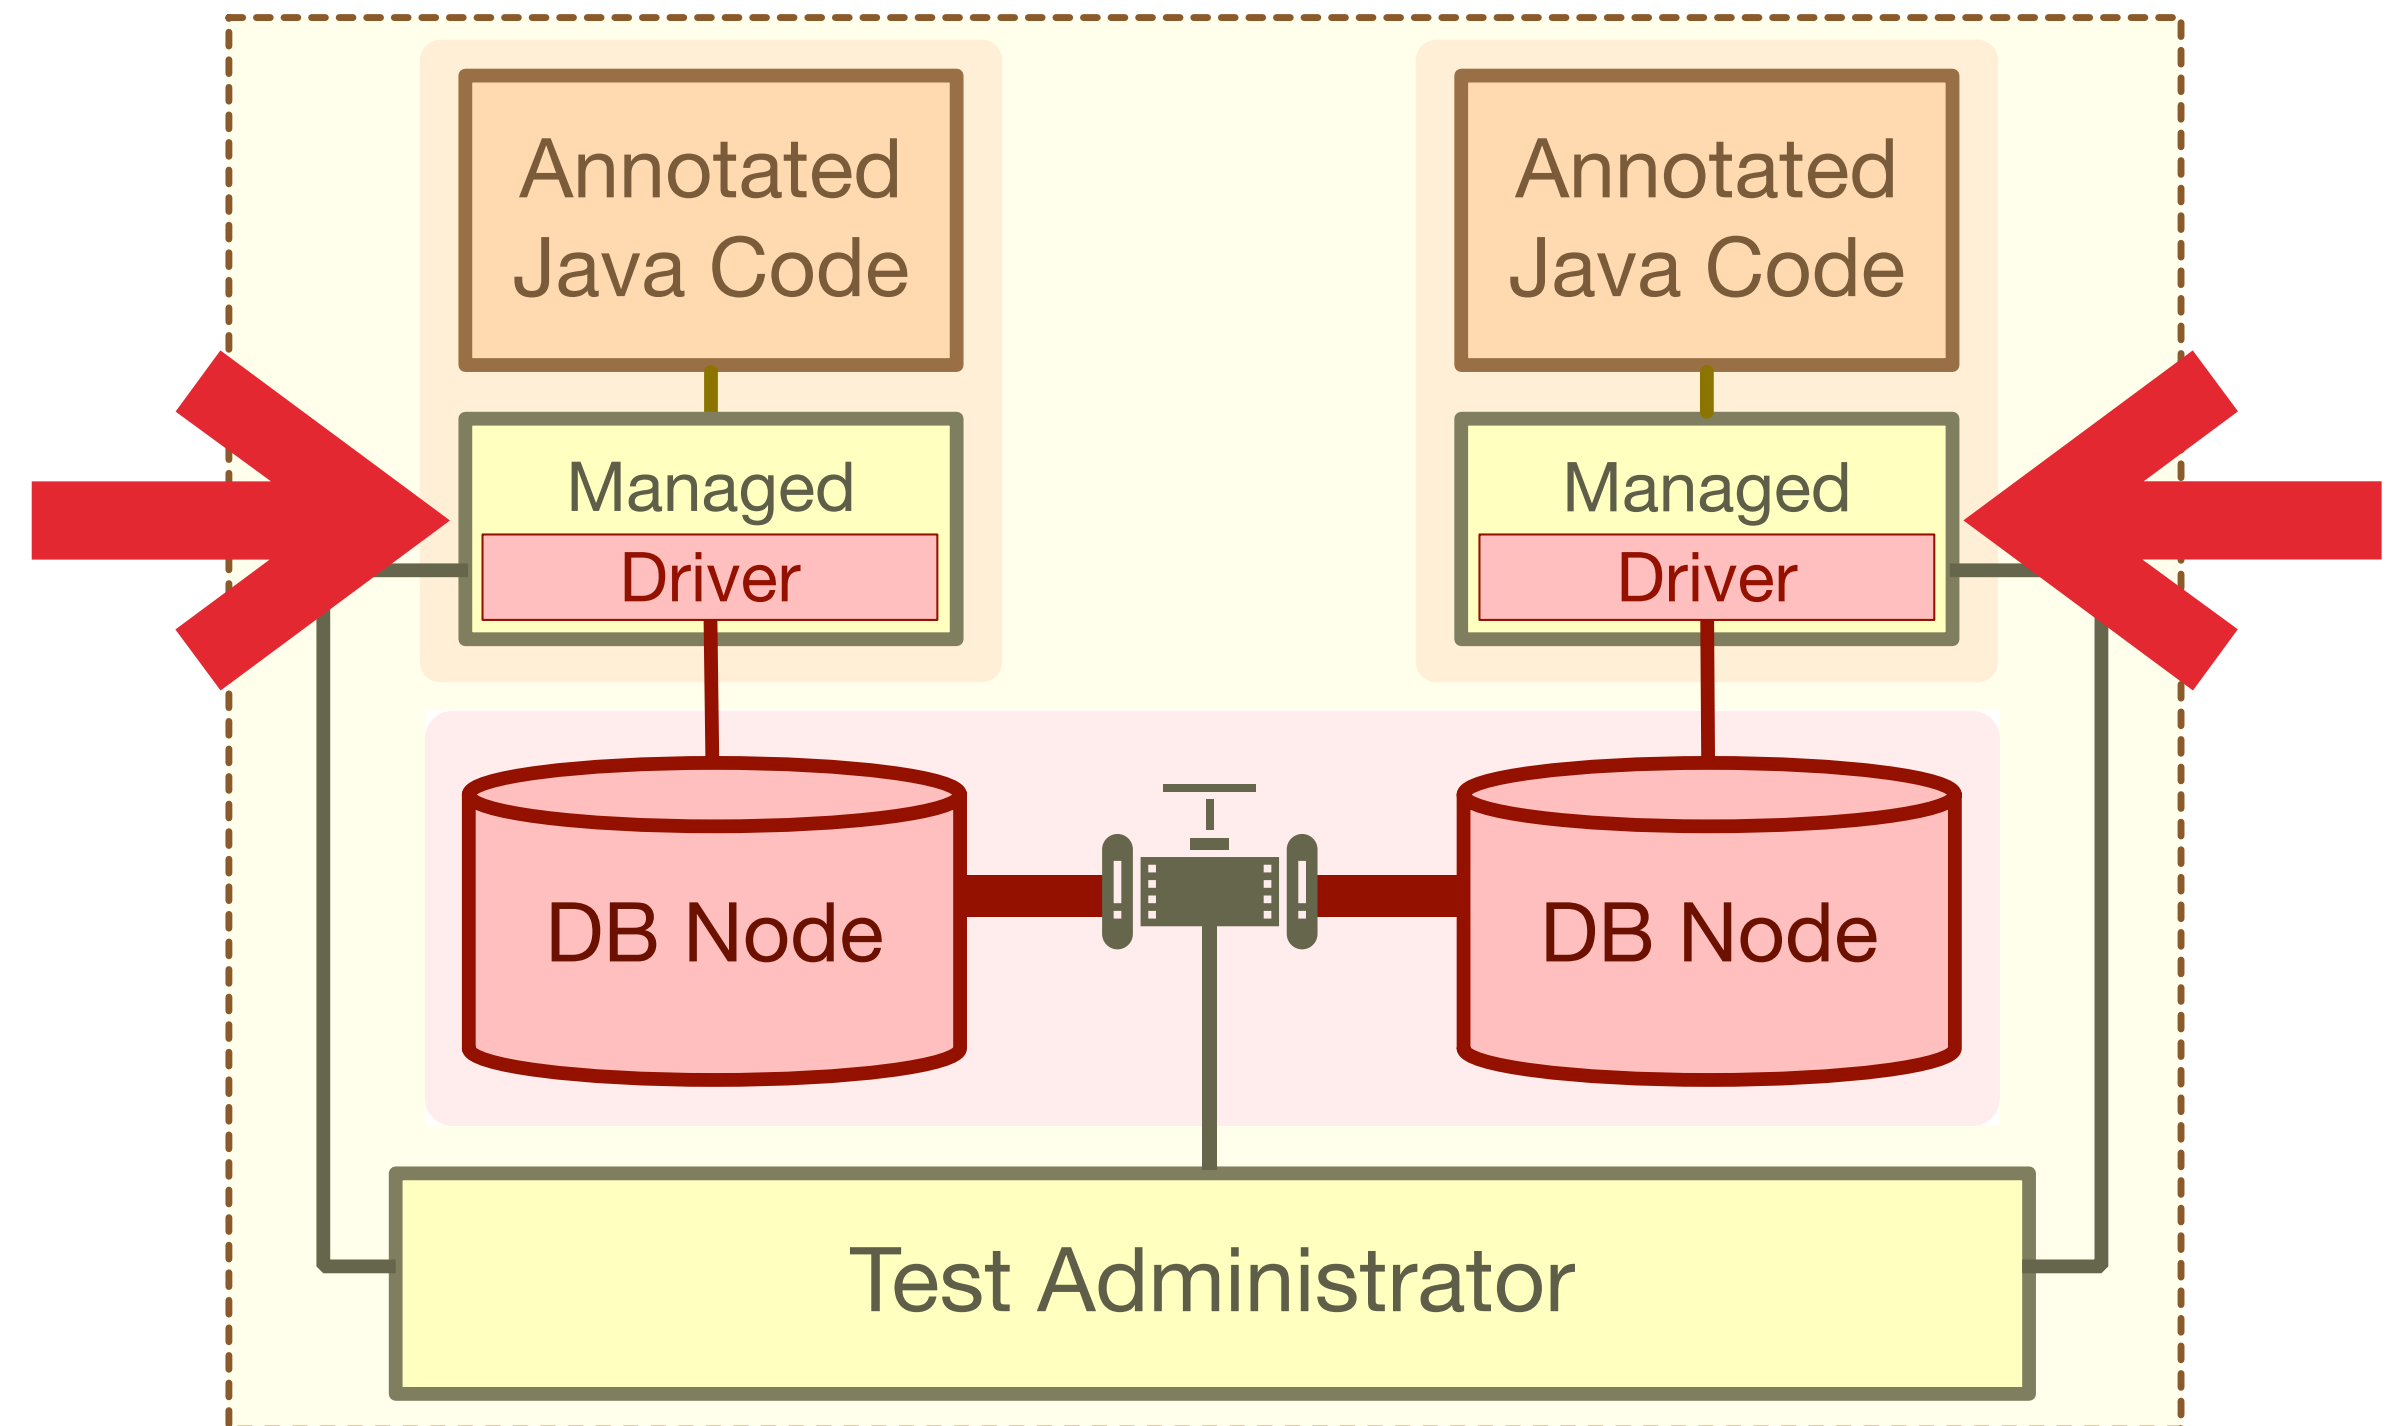 Annotated
Java Code
Annotated
Java Code
Managed
Driver
Managed
Driver
DB Node
DB Node
Test Administrator